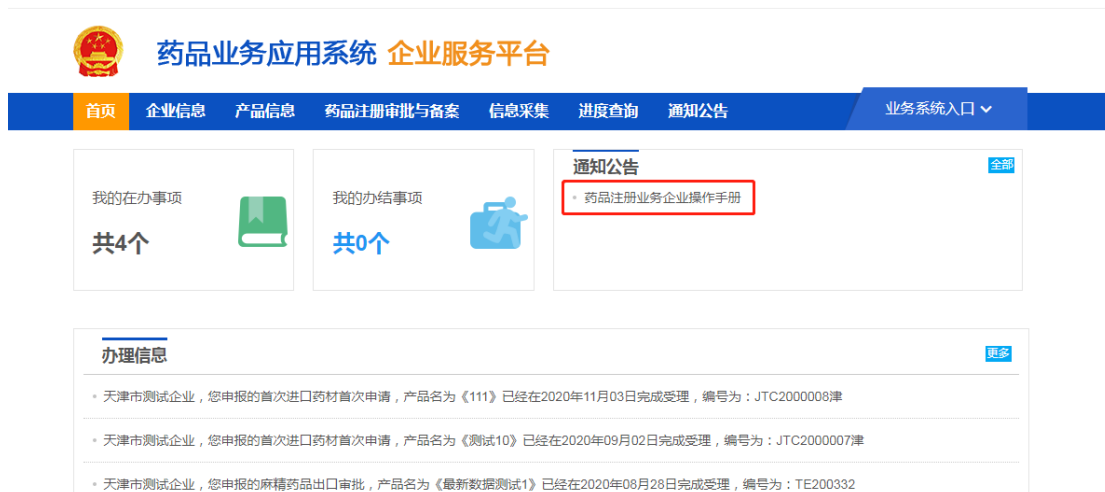 药品业务应用系统 企业服务平台
首页 企业信息 产品信息 药品注册审批与备案 信息采集 进度查询 通知公告 业务系统入口
我的在办事项
共4个
我的办结事项
共0个
通知公告 全部
药品注册业务企业操作手册
办理信息 更多
天津市测试企业，您申报的首次进口药材首次申请，产品名为《111》已经在2020年11月03日完成受理，编号为：JTC2000008津
天津市测试企业，您申报的首次进口药材首次申请，产品名为《测试10》已经在2020年09月02日完成受理，编号为：JTC2000007津
天津市测试企业，您申报的麻精药品出口审批，产品名为《最新数据测试1》已经在2020年08月28日完成受理，编号为：TE200332